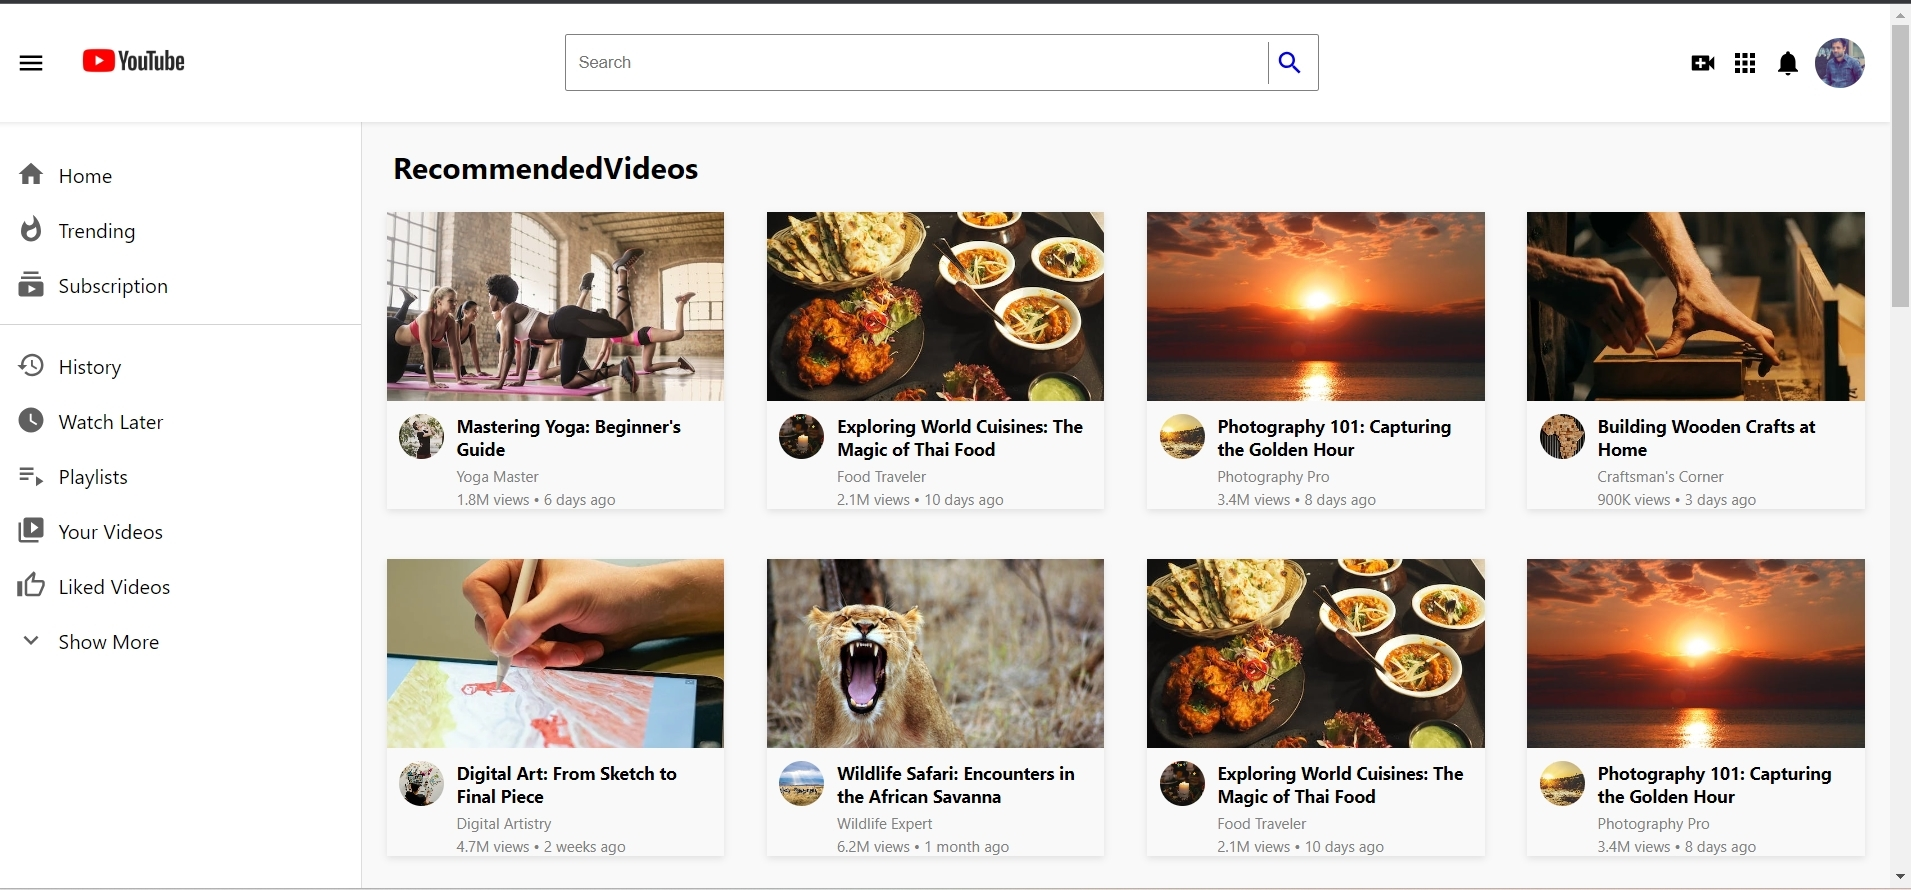 YouTube
Search
Home
Trending
Subscription
History
Watch Later
Playlists
Your Videos
Liked Videos
Show More
RecommendedVideos
Mastering Yoga: Beginner's
Guide
Yoga Master
1.8M views • 6 days ago
Exploring World Cuisines: The
Magic of Thai Food
Food Traveler
2.1M views • 10 days ago
Photography 101: Capturing
the Golden Hour
Photography Pro
3.4M views • 8 days ago
Building Wooden Crafts at
Home
Craftsman's Corner
900K views • 3 days ago
Digital Art: From Sketch to
Final Piece
Digital Artistry
4.7M views • 2 weeks ago
Wildlife Safari: Encounters in
the African Savanna
Wildlife Expert
6.2M views • 1 month ago
Exploring World Cuisines: The
Magic of Thai Food
Food Traveler
2.1M views • 10 days ago
Photography 101: Capturing
the Golden Hour
Photography Pro
3.4M views • 8 days ago